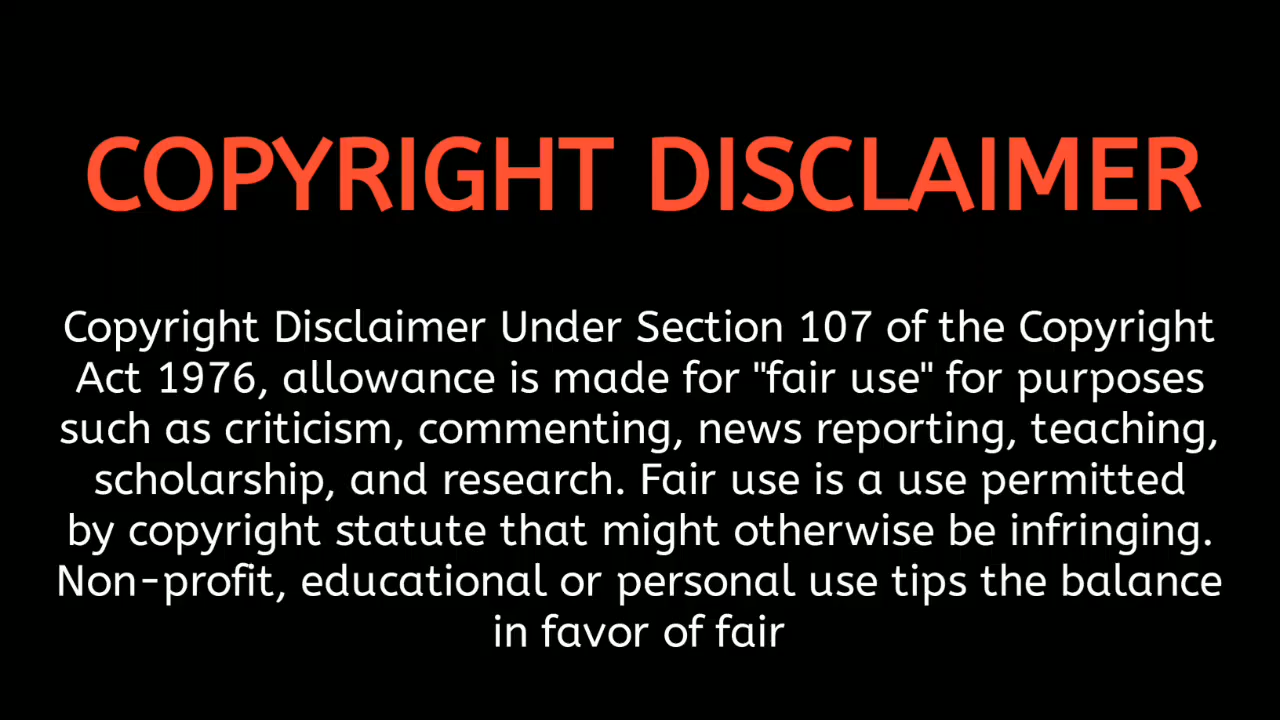 COPYRIGHT DISCLAIMER
Copyright Disclaimer Under Section 107 of the Copyright
Act 1976, allowance is made for "fair use" for purposes
such as criticism, commenting, news reporting, teaching,
scholarship, and research. Fair use is a use permitted
by copyright statute that might otherwise be infringing.
Non-profit, educational or personal use tips the balance
in favor of fair